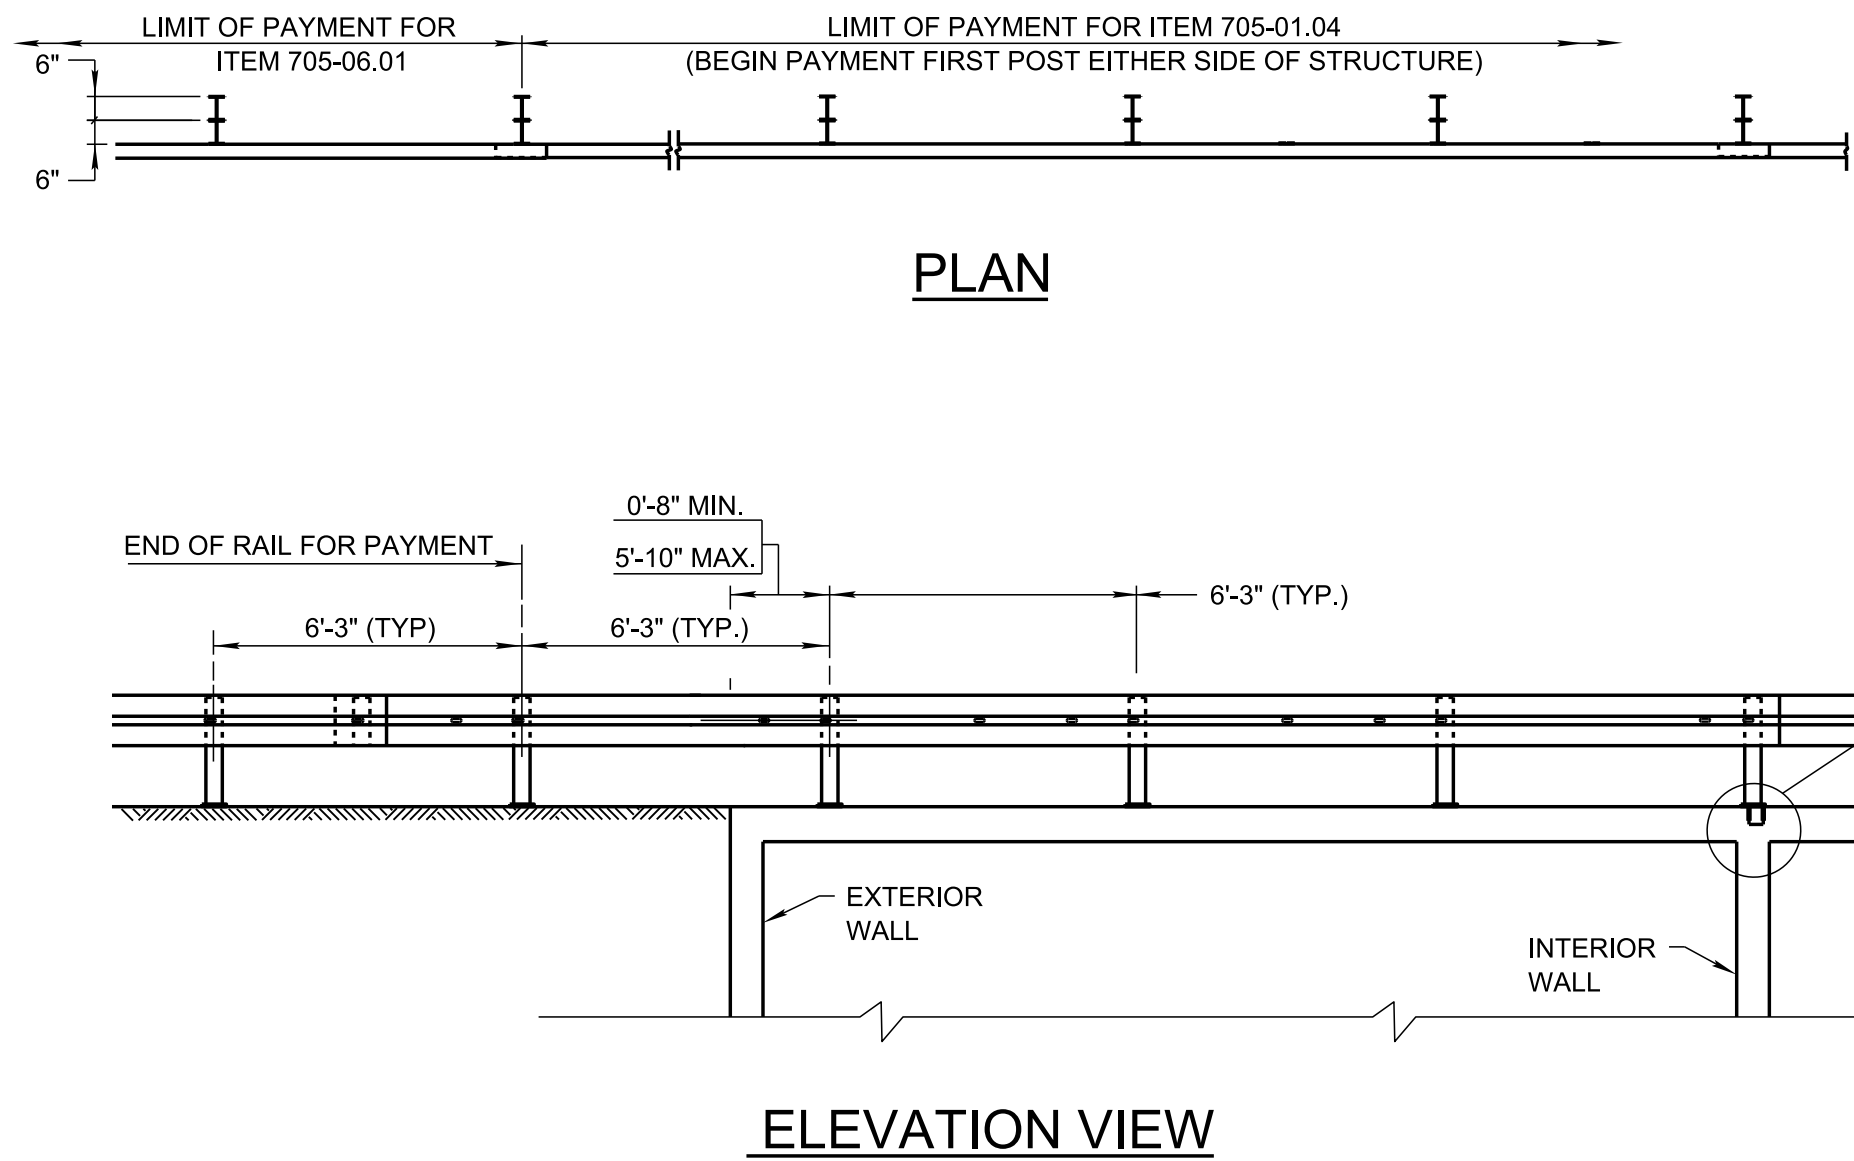 LIMIT OF PAYMENT FOR
ITEM 705-06.01
LIMIT OF PAYMENT FOR ITEM 705-01.04
(BEGIN PAYMENT FIRST POST EITHER SIDE OF STRUCTURE)
6"
6"
PLAN
0'-8" MIN.
5'-10" MAX.
END OF RAIL FOR PAYMENT
6'-3" (TYP.)
6'-3" (TYP)
6'-3" (TYP.)
EXTERIOR
WALL
INTERIOR
WALL
ELEVATION VIEW